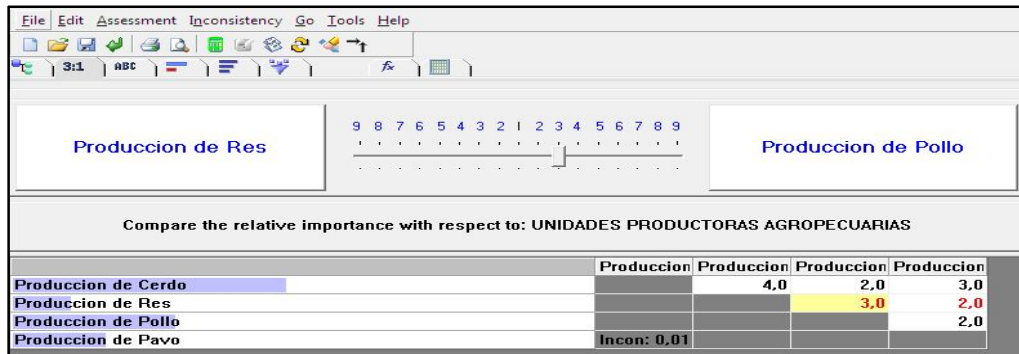 File Edit Assessment Inconsistency Go Tools Help
3:1 ABC fx
Produccion de Res
9 8 7 6 5 4 3 2 1 2 3 4 5 6 7 8 9
Produccion de Pollo
Compare the relative importance with respect to: UNIDADES PRODUCTORAS AGROPECUARIAS
Produccion Produccion Produccion Produccion
Produccion de Cerdo 4,0 2,0 3,0
Produccion de Res 3,0 2,0
Produccion de Pollo 2,0
Produccion de Pavo Incon: 0,01